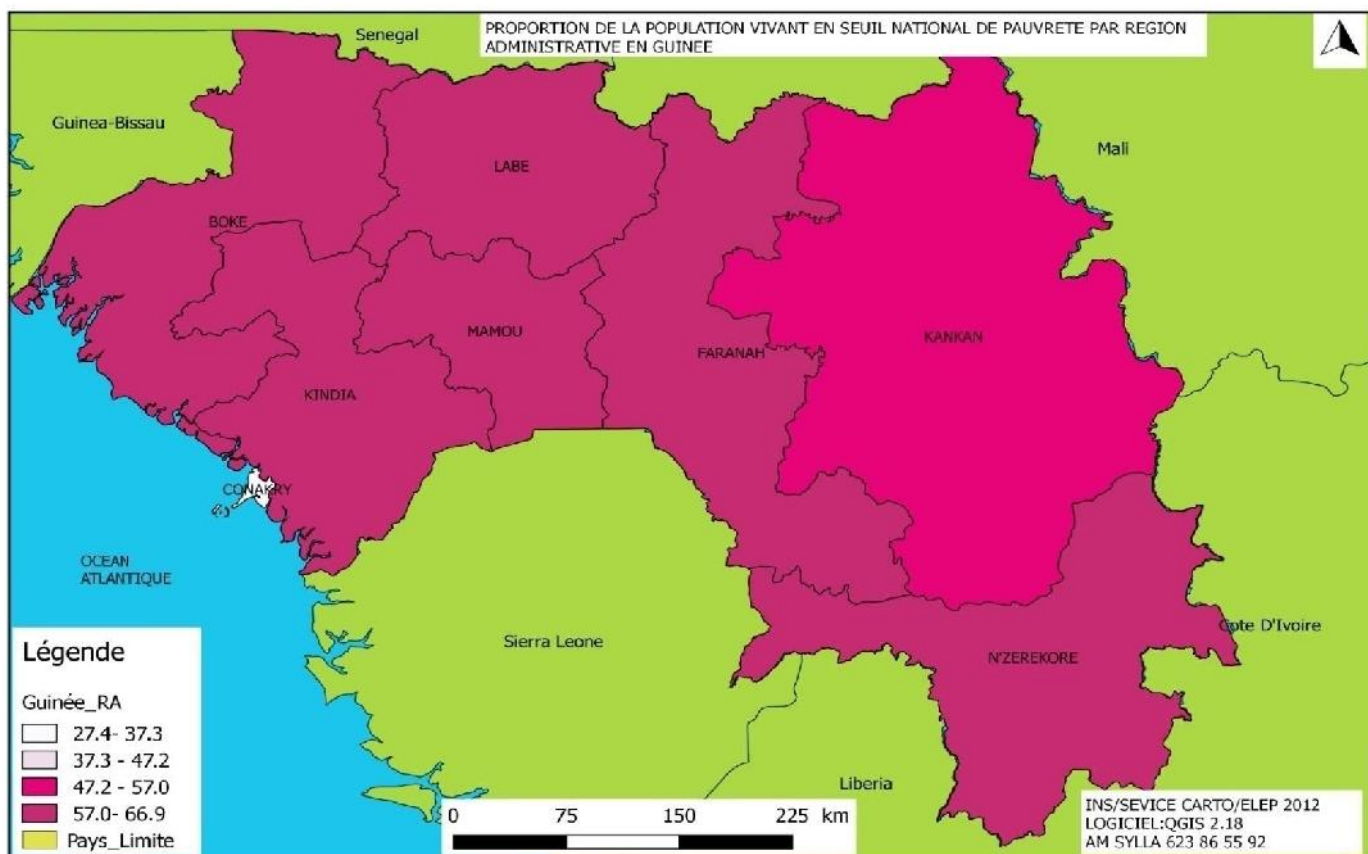 PROPORTION DE LA POPULATION VIVANT EN SEUIL NATIONAL DE PAUVRETE PAR REGION
ADMINISTRATIVE EN GUINEE
Senegal
Guinea-Bissau
Mali
LABE
BOKE
MAMOU
FARANAH
KANKAN
KINDIA
CONAKRY
OCEAN
ATLANTIQUE
Sierra Leone
Cote D'Ivoire
N'ZEREKORE
Liberia
Légende
Guinée_RA
27.4- 37.3
37.3 - 47.2
47.2 - 57.0
57.0- 66.9
Pays_Limite
0 75 150 225 km
INS/SEVICE CARTO/ELEP 2012
LOGICIEL:QGIS 2.18
AM SYLLA 623 86 55 92